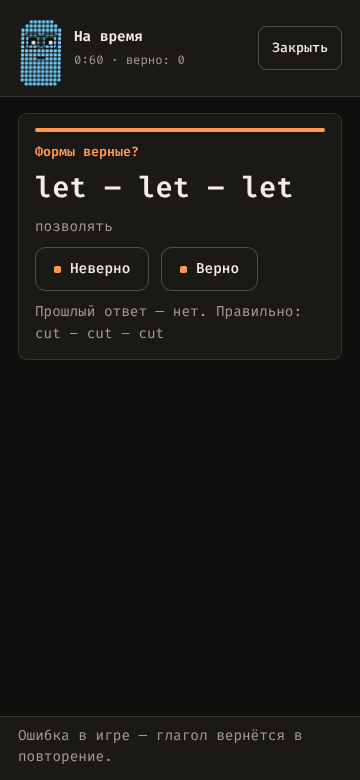 На время
0:60 · верно: 0
Закрыть
Формы верные?
let — let — let
позволять
Неверно
Верно
Прошлый ответ — нет. Правильно:
cut — cut — cut
Ошибка в игре — глагол вернётся в
повторение.